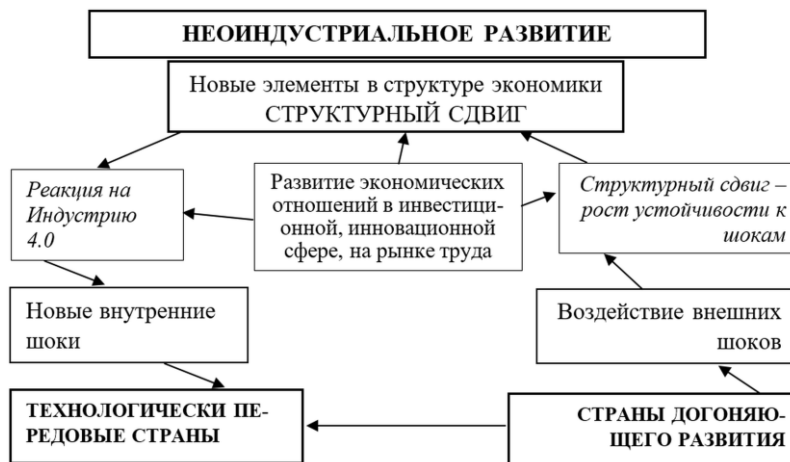 НЕОИНДУСТРИАЛЬНОЕ РАЗВИТИЕ
Новые элементы в структуре экономики
СТРУКТУРНЫЙ СДВИГ
Реакция на
Индустрию
4.0
Развитие экономических
отношений в инвестици-
онной, инновационной
сфере, на рынке труда
Структурный сдвиг –
рост устойчивости к
шокам
Новые внутренние
шоки
Воздействие внешних
шоков
ТЕХНОЛОГИЧЕСКИ ПЕ-
РЕДОВЫЕ СТРАНЫ
СТРАНЫ ДОГОНЯЮ-
ЩЕГО РАЗВИТИЯ